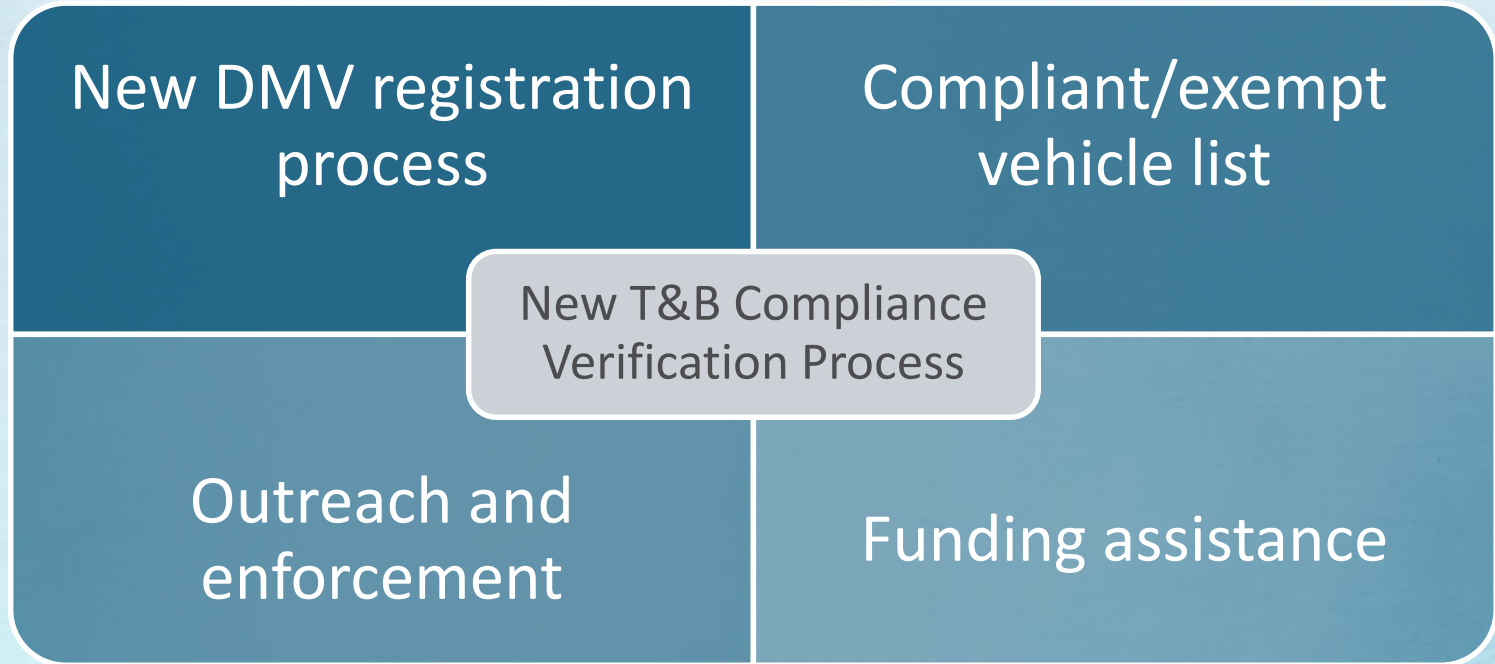 New DMV registration
process
Compliant/exempt
vehicle list
New T&B Compliance
Verification Process
Outreach and
enforcement
Funding assistance